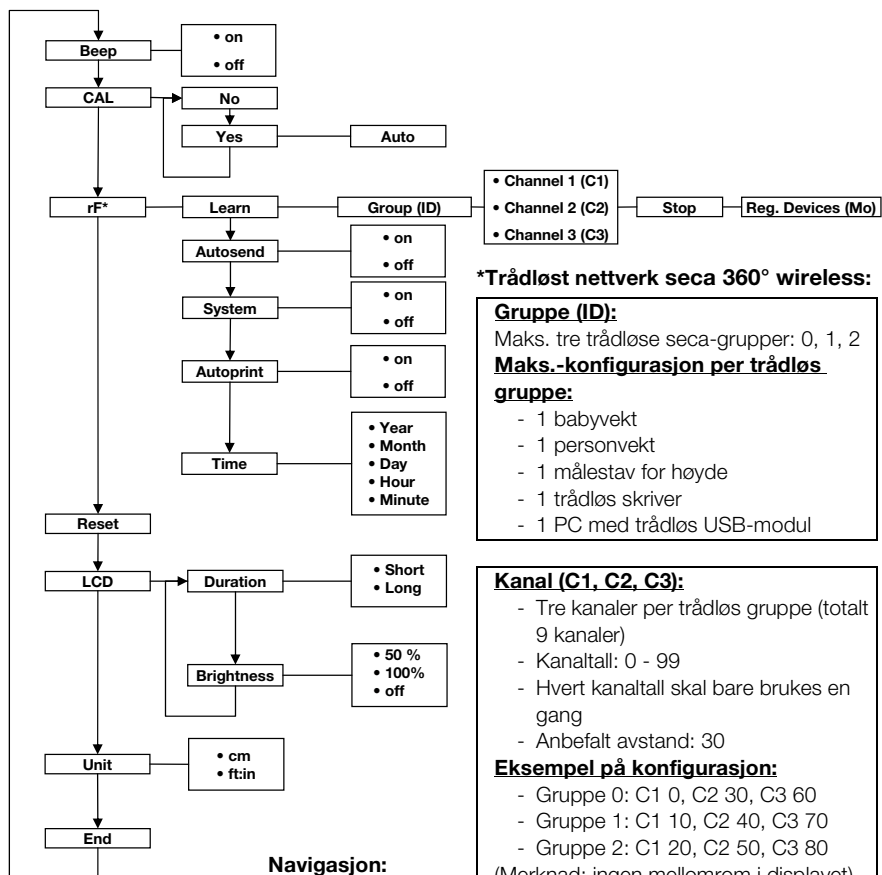 Beep
• on
• off
CAL
No
Yes
Auto
rF*
Learn
Group (ID)
• Channel 1 (C1)
• Channel 2 (C2)
• Channel 3 (C3)
Stop
Reg. Devices (Mo)
Autosend
• on
• off
System
• on
• off
Autoprint
• on
• off
Time
• Year
• Month
• Day
• Hour
• Minute
Reset
LCD
Duration
• Short
• Long
Brightness
• 50 %
• 100%
• off
Unit
• cm
• ft:in
End
Navigasjon:
*Trådløst nettverk seca 360° wireless:
Gruppe (ID):
Maks. tre trådløse seca-grupper: 0, 1, 2
Maks.-konfigurasjon per trådløs
gruppe:
- 1 babyvekt
- 1 personvekt
- 1 målestav for høyde
- 1 trådløs skriver
- 1 PC med trådløs USB-modul
Kanal (C1, C2, C3):
- Tre kanaler per trådløs gruppe (totalt
9 kanaler)
- Kanaltall: 0 - 99
- Hvert kanaltall skal bare brukes en
gang
- Anbefalt avstand: 30
Eksempel på konfigurasjon:
- Gruppe 0: C1 0, C2 30, C3 60
- Gruppe 1: C1 10, C2 40, C3 70
- Gruppe 2: C1 20, C2 50, C3 80
(Merknad: ingen mellomrom i displayet)